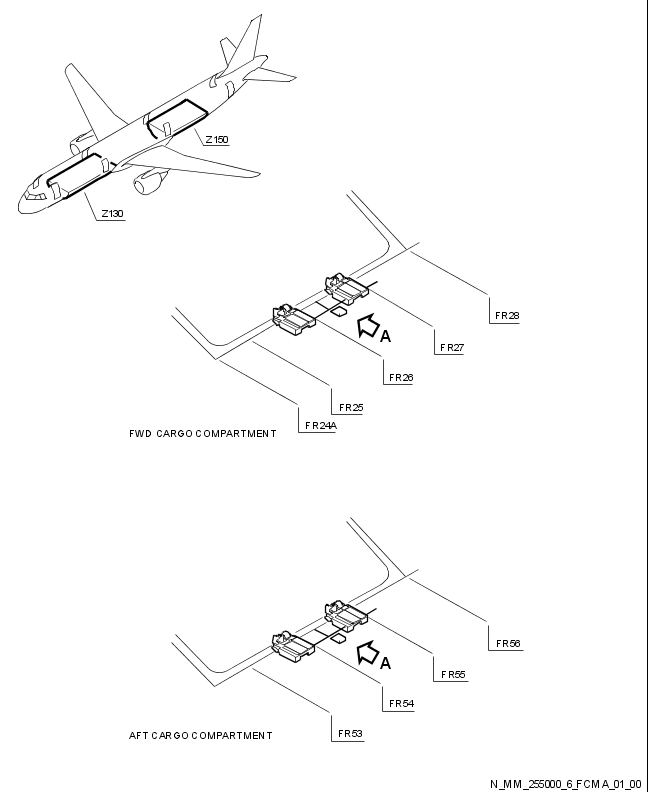 Z150
Z130
FR28
A
FR27
FR26
FR25
FR24A
FWD CARGO COMPARTMENT
FR56
A
FR55
FR54
FR53
AFT CARGO COMPARTMENT
N_MM_255000_6_FCMA_01_00